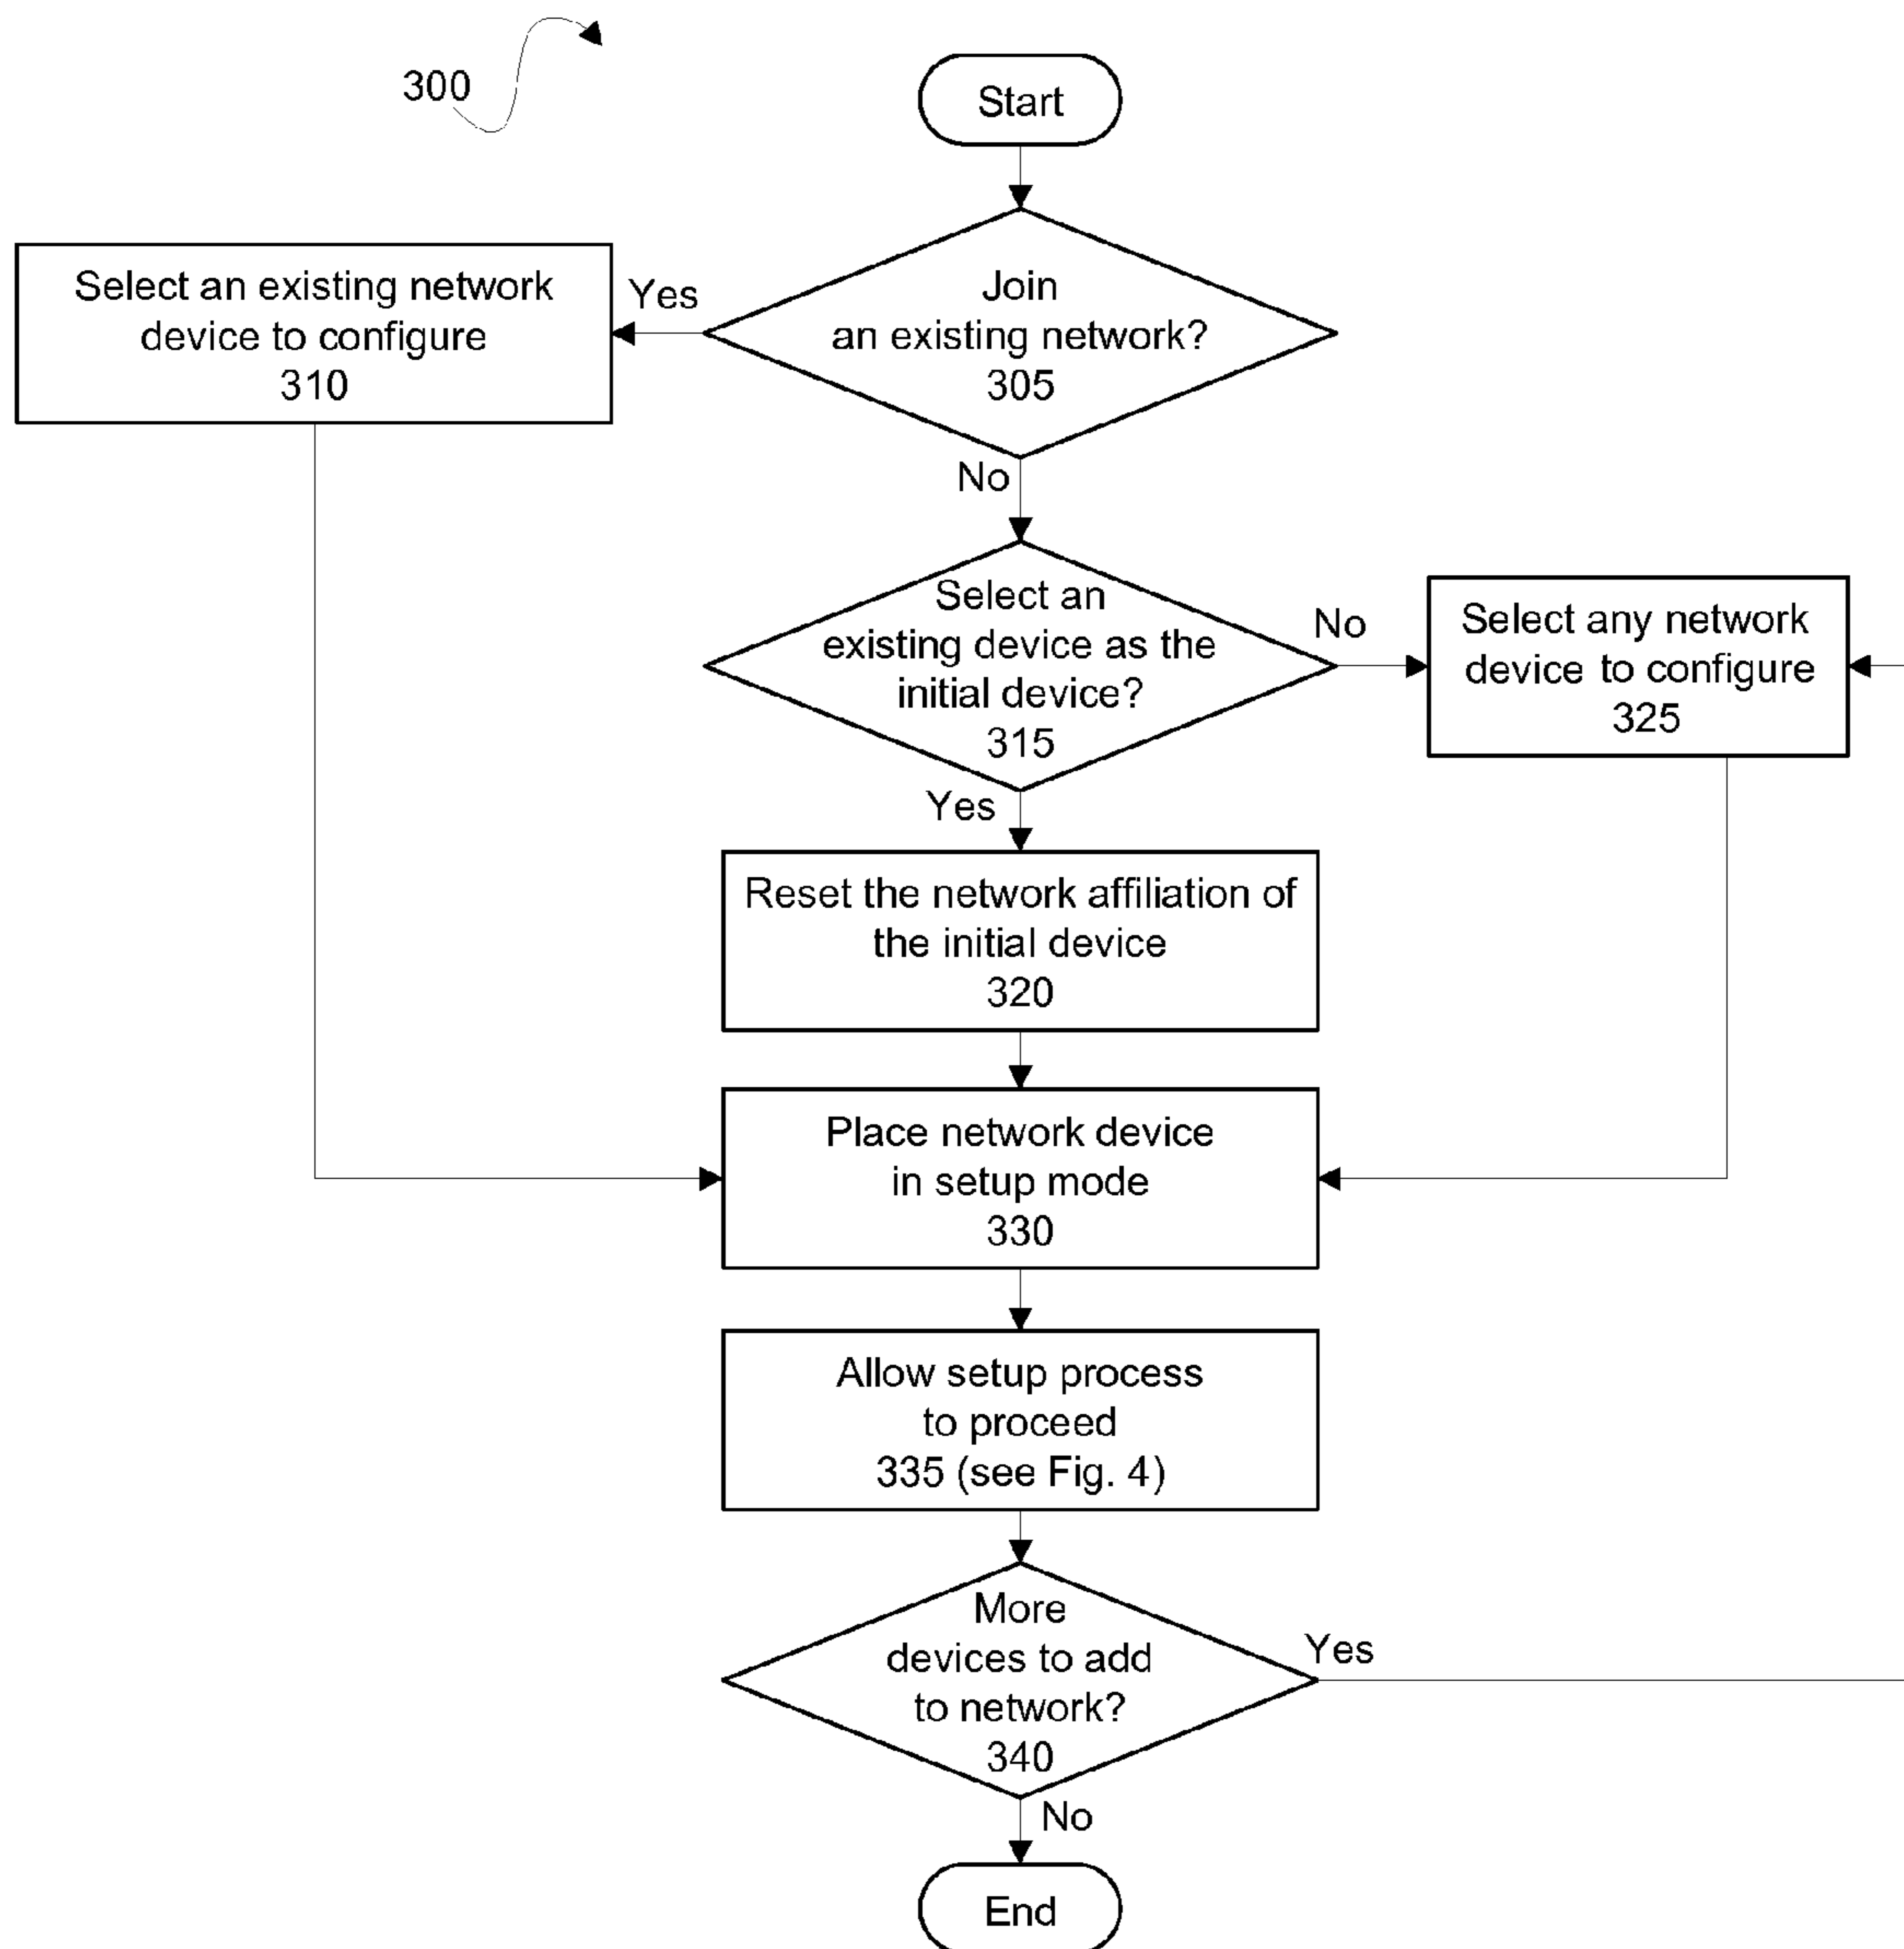 300
Start
Join
an existing network?
305
Yes
Select an existing network
device to configure
310
No
Select an
existing device as the
initial device?
315
No
Select any network
device to configure
325
Yes
Reset the network affiliation of
the initial device
320
Place network device
in setup mode
330
Allow setup process
to proceed
335 (see Fig. 4)
More
devices to add
to network?
340
Yes
No
End